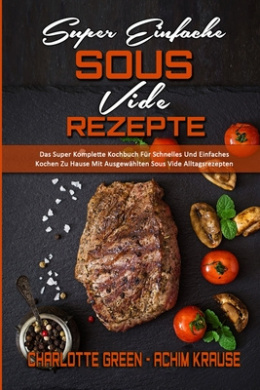 Super Einfache
SOUS
Vide
REZEPTE
Das Super Komplette Kochbuch Für Schnelles Und Einfaches
Kochen Zu Hause Mit Ausgewählten Sous Vide Alltagsrezepten
CHARLOTTE GREEN - ACHIM KRAUSE